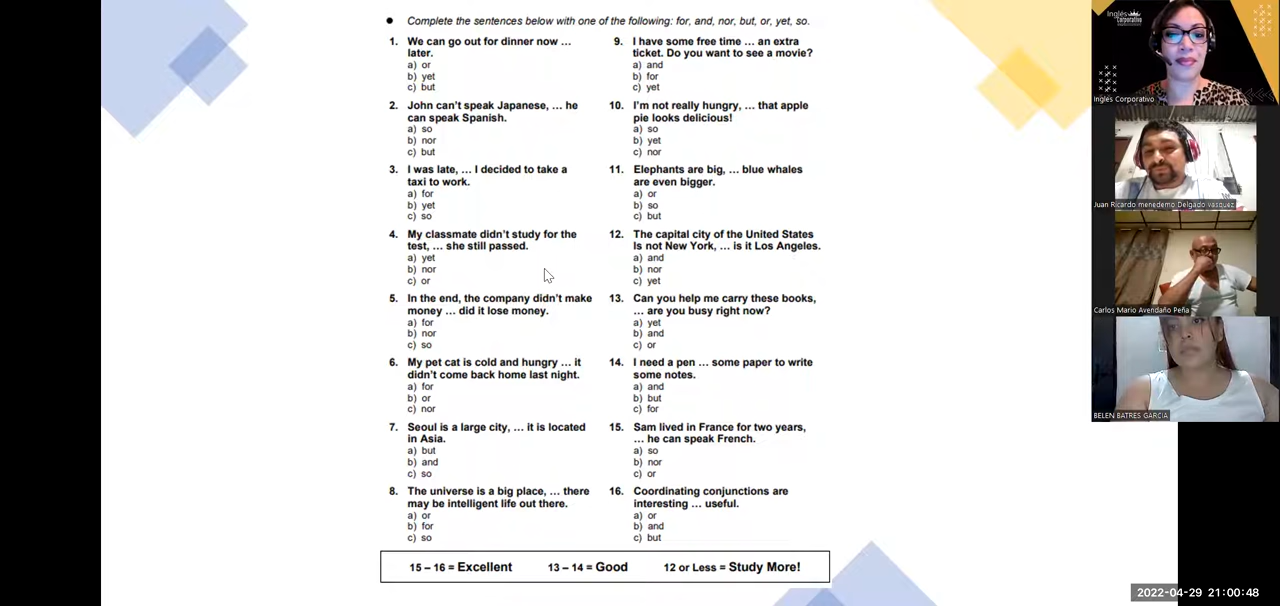 Complete the sentences below with one of the following: for, and, nor, but, or, yet, so.
1. We can go out for dinner now …
later.
a) or
b) yet
c) but
2. John can't speak Japanese, … he
can speak Spanish.
a) so
b) nor
c) but
3. I was late, … I decided to take a
taxi to work.
a) for
b) yet
c) so
4. My classmate didn't study for the
test, … she still passed.
a) yet
b) nor
c) or
5. In the end, the company didn't make
money … did it lose money.
a) for
b) nor
c) so
6. My pet cat is cold and hungry … it
didn't come back home last night.
a) for
b) or
c) nor
7. Seoul is a large city, … it is located
in Asia.
a) but
b) and
c) so
8. The universe is a big place, … there
may be intelligent life out there.
a) or
b) for
c) so
9. I have some free time … an extra
ticket. Do you want to see a movie?
a) and
b) for
c) yet
10. I'm not really hungry, … that apple
pie looks delicious!
a) so
b) yet
c) nor
11. Elephants are big, … blue whales
are even bigger.
a) or
b) so
c) but
12. The capital city of the United States
Is not New York, … is it Los Angeles.
a) and
b) nor
c) yet
13. Can you help me carry these books,
… are you busy right now?
a) yet
b) and
c) or
14. I need a pen … some paper to write
some notes.
a) and
b) but
c) for
15. Sam lived in France for two years,
… he can speak French.
a) so
b) nor
c) or
16. Coordinating conjunctions are
interesting … useful.
a) or
b) and
c) but
15 – 16 = Excellent 13 – 14 = Good 12 or Less = Study More!
Inglés
Corporativo
Inglés Corporativo
Juan Ricardo menedemo Delgado vasquez
Carlos Mario Avendaño Peña
BELEN BATRES GARCIA
2022-04-29 21:00:48